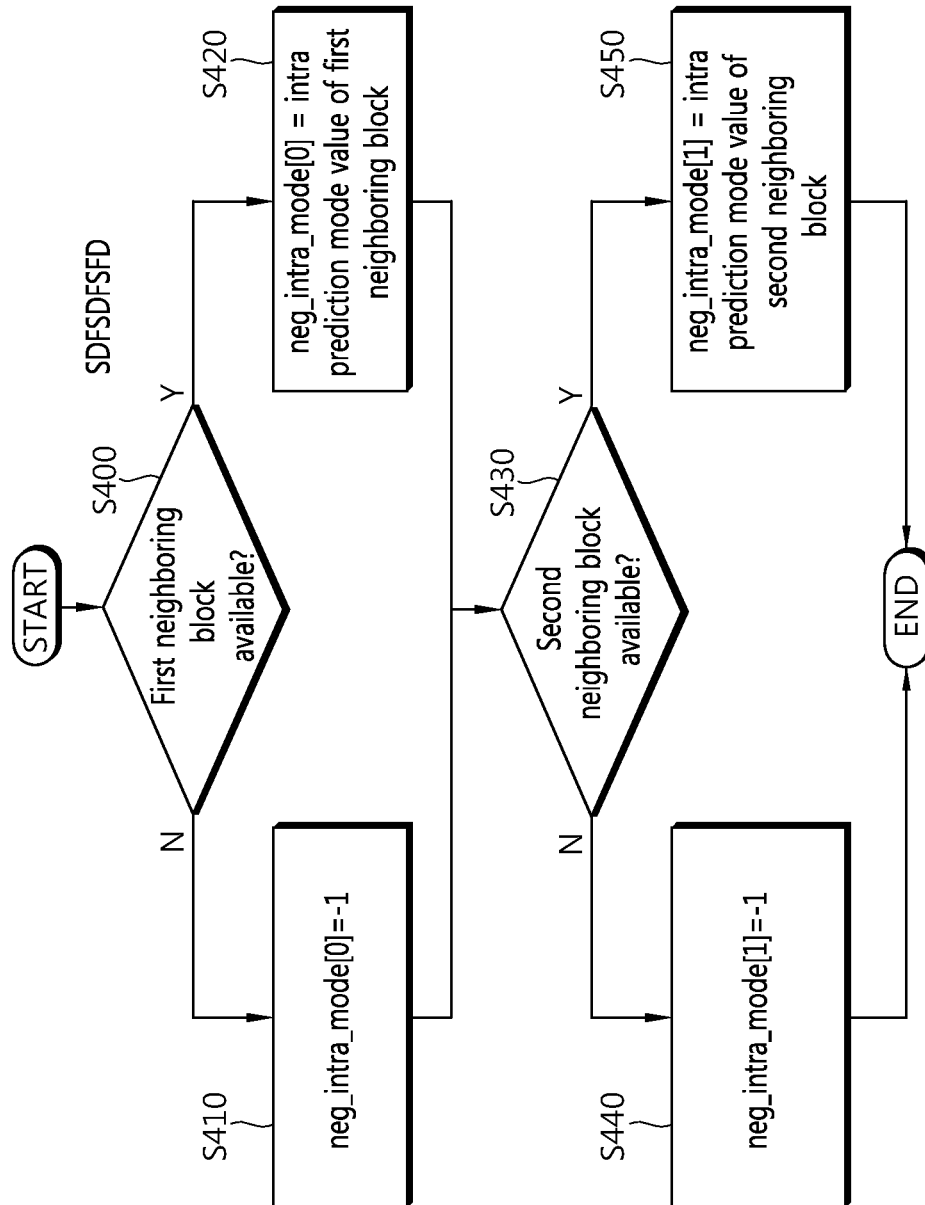 START
SDFSDFSFD
S400
First neighboring
block
available?
N
Y
S410
neg_intra_mode[0]=-1
S420
neg_intra_mode[0] = intra
prediction mode value of first
neighboring block
S430
Second
neighboring block
available?
N
Y
S440
neg_intra_mode[1]=-1
S450
neg_intra_mode[1] = intra
prediction mode value of
second neighboring
block
END